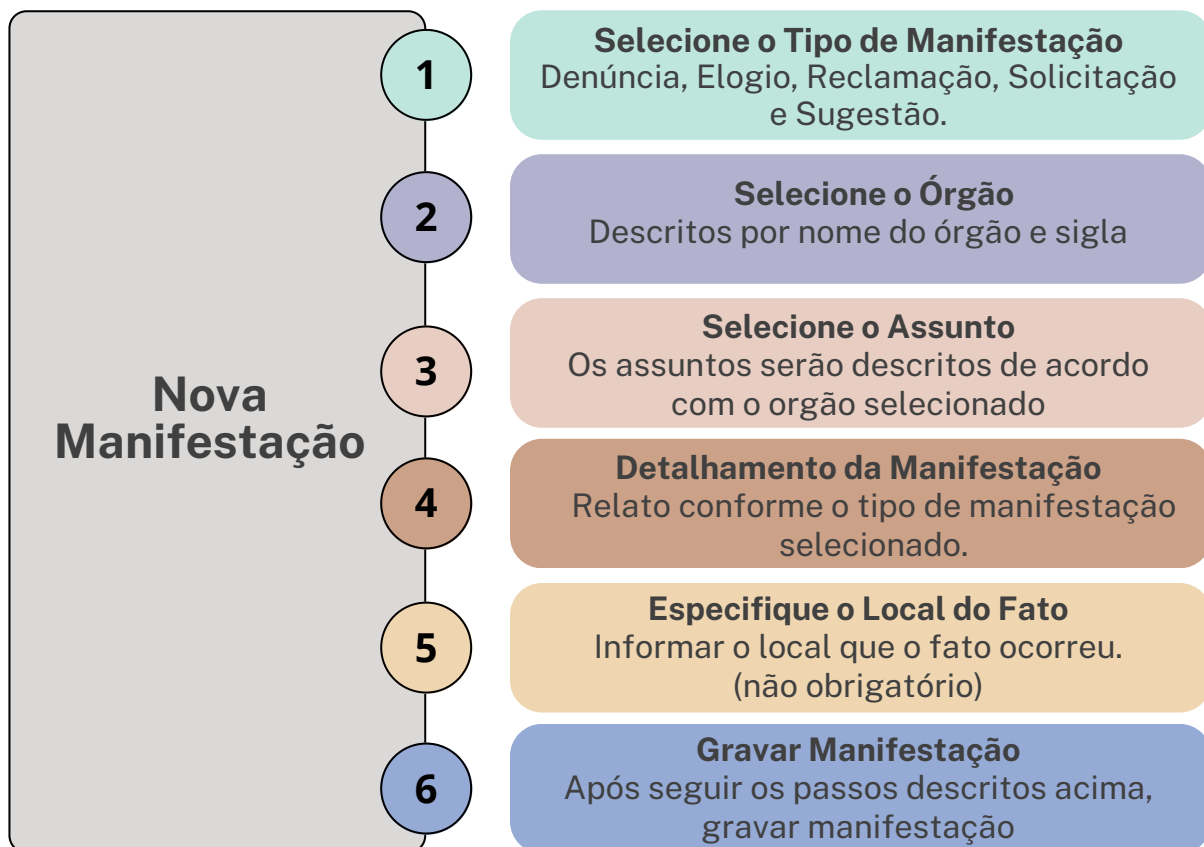 Nova
Manifestação
1
Selecione o Tipo de Manifestação
Denúncia, Elogio, Reclamação, Solicitação
e Sugestão.
2
Selecione o Órgão
Descritos por nome do órgão e sigla
3
Selecione o Assunto
Os assuntos serão descritos de acordo
com o orgão selecionado
4
Detalhamento da Manifestação
Relato conforme o tipo de manifestação
selecionado.
5
Especifique o Local do Fato
Informar o local que o fato ocorreu.
(não obrigatório)
6
Gravar Manifestação
Após seguir os passos descritos acima,
gravar manifestação